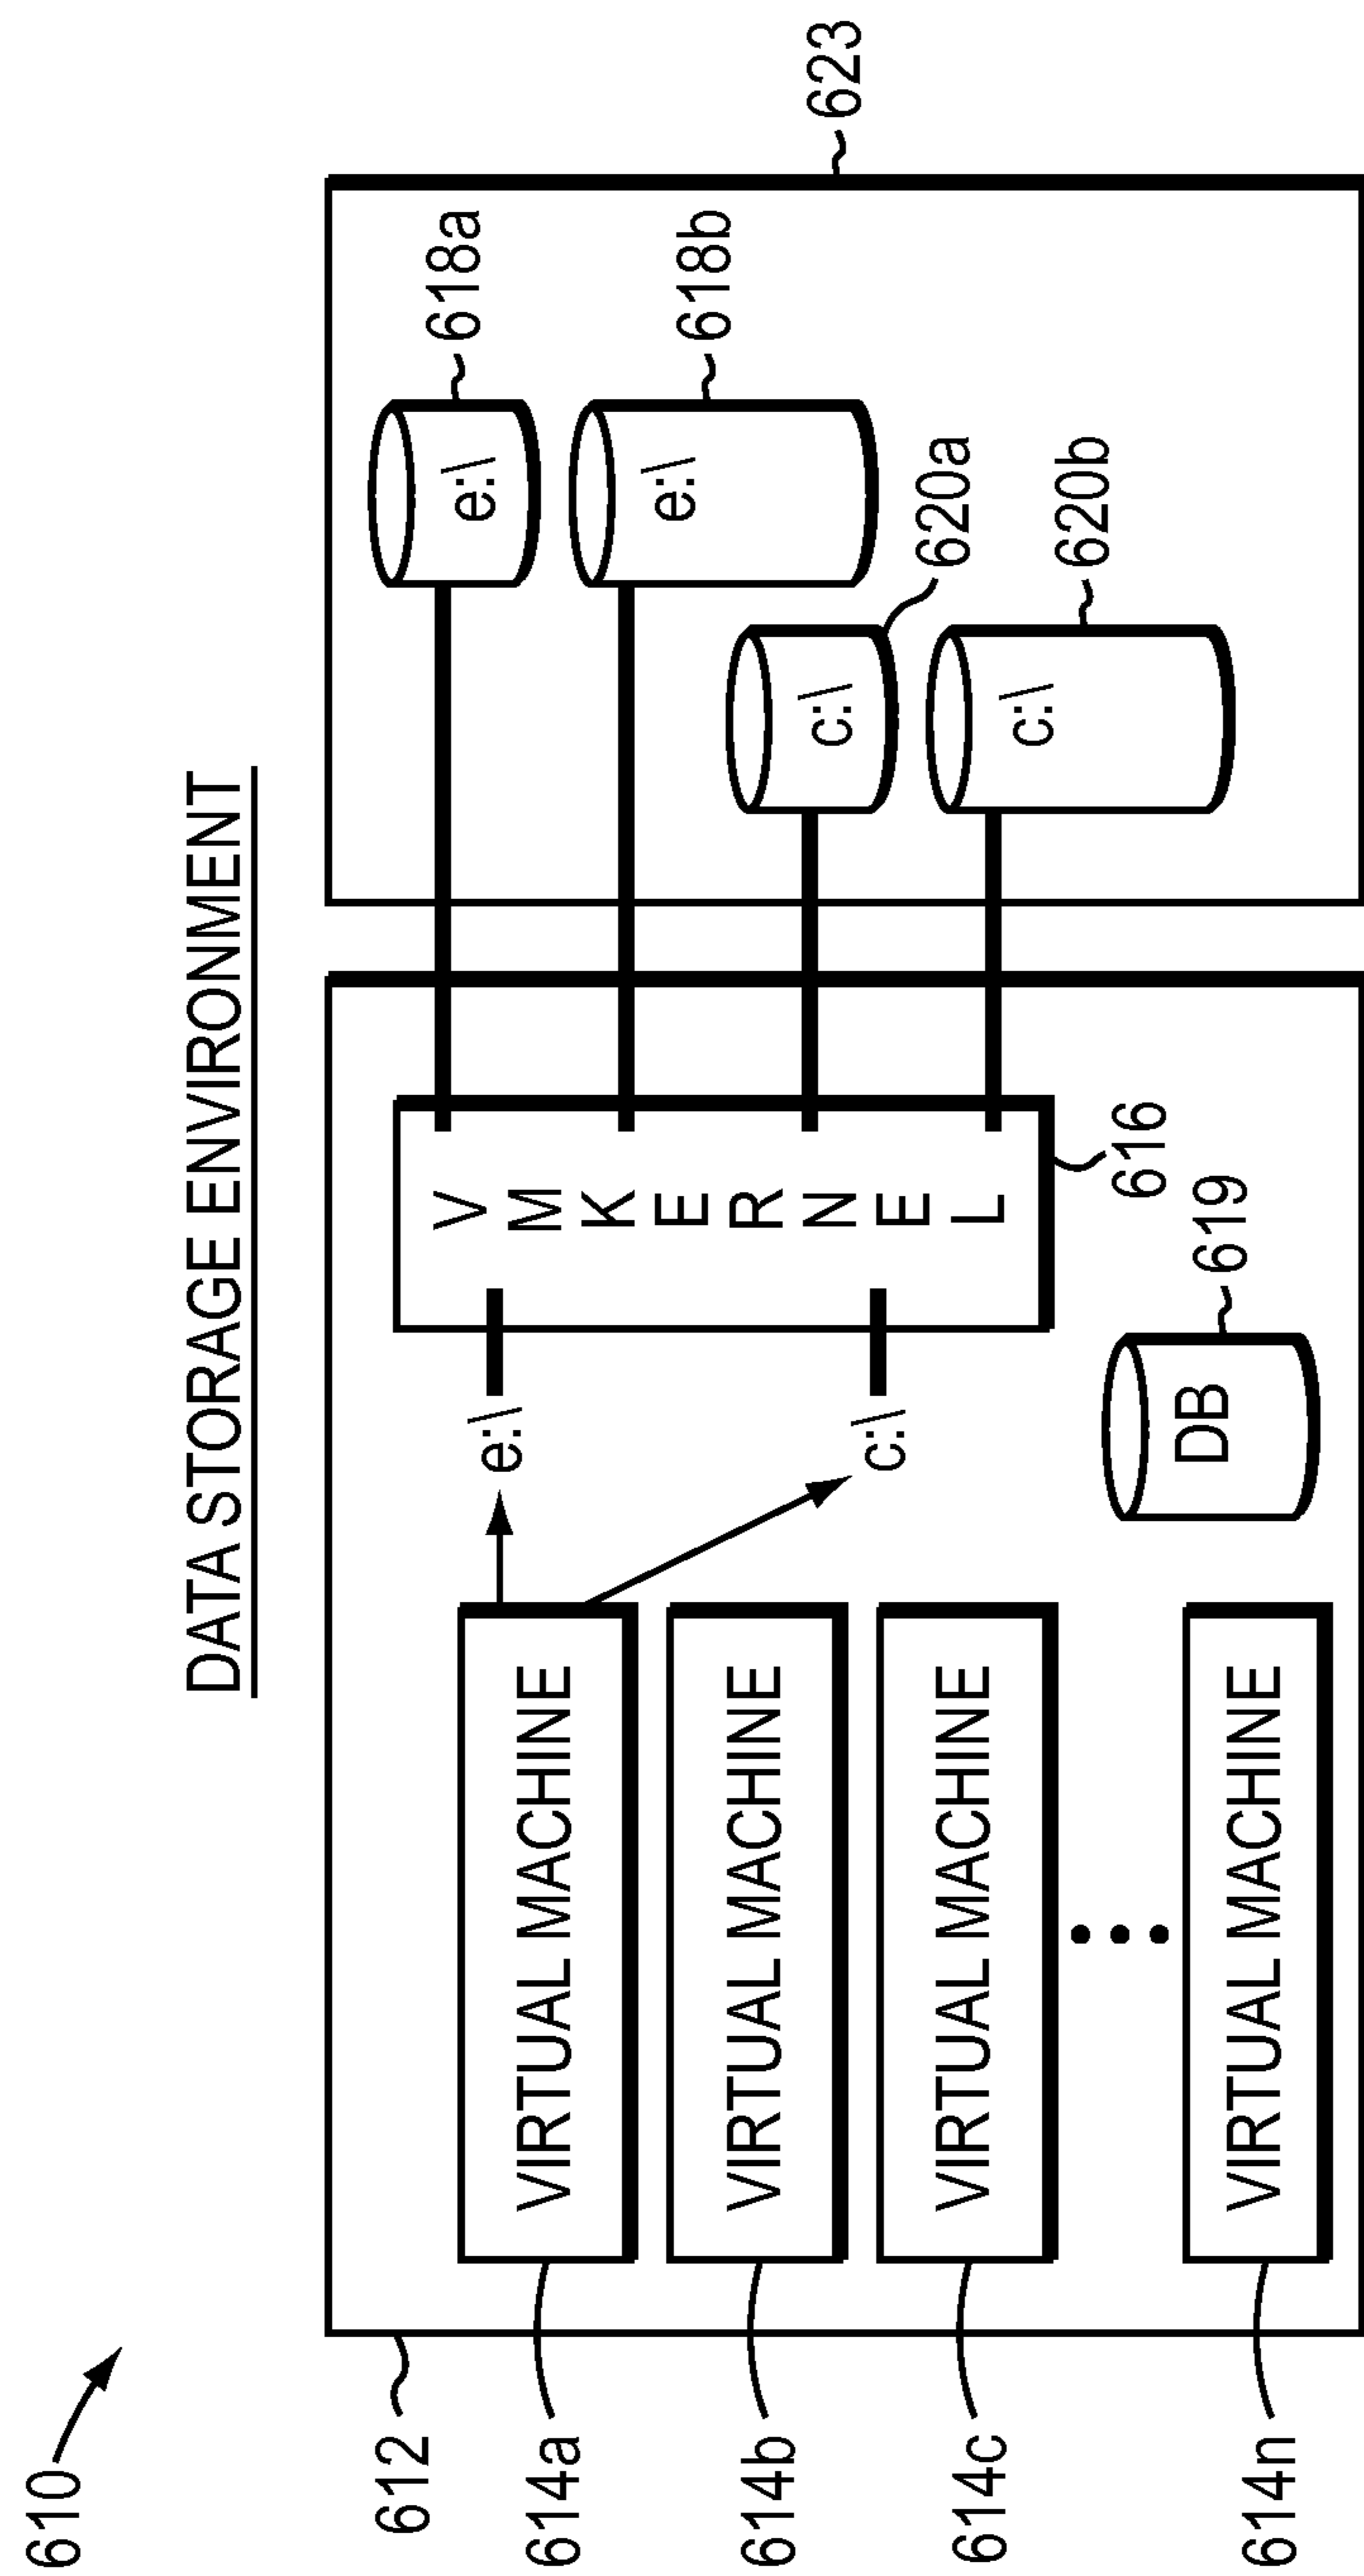 610
DATA STORAGE ENVIRONMENT
612
614a
VIRTUAL MACHINE
614b
VIRTUAL MACHINE
614c
VIRTUAL MACHINE
614n
VIRTUAL MACHINE
e:\
c:\
VMKERNEL
616
DB
619
e:\
618a
e:\
618b
c:\
620a
c:\
620b
623